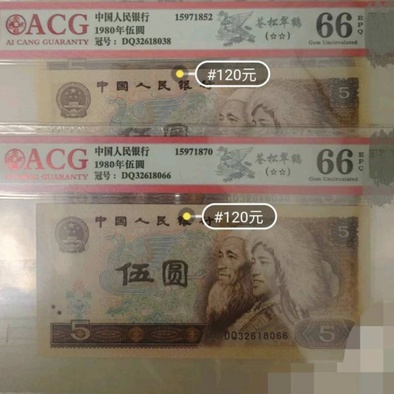 ACG
AI CANG GUARANTY
中国人民银行
1980年伍圆
冠号: DQ32618038
15971852
苍松翠鹤
(☆☆)
66 EPQ
Gem Uncirculated
#120元
中国人民银
5
ACG
AI CANG GUARANTY
中国人民银行
1980年伍圆
冠号: DQ32618066
15971870
苍松翠鹤
(☆☆)
66 EPQ
Gem Uncirculated
#120元
中国人民银
5
伍圆
DQ32618066
5
5